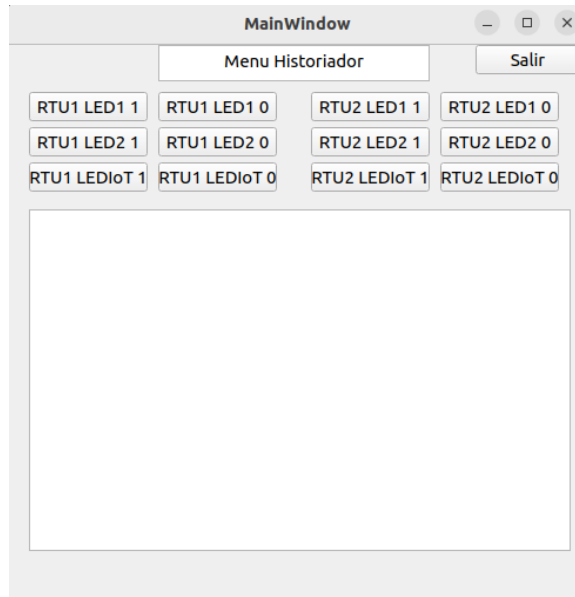 MainWindow
Menu Historiador Salir
RTU1 LED1 1 RTU1 LED1 0 RTU2 LED1 1 RTU2 LED1 0
RTU1 LED2 1 RTU1 LED2 0 RTU2 LED2 1 RTU2 LED2 0
RTU1 LEDIoT 1 RTU1 LEDIoT 0 RTU2 LEDIoT 1 RTU2 LEDIoT 0